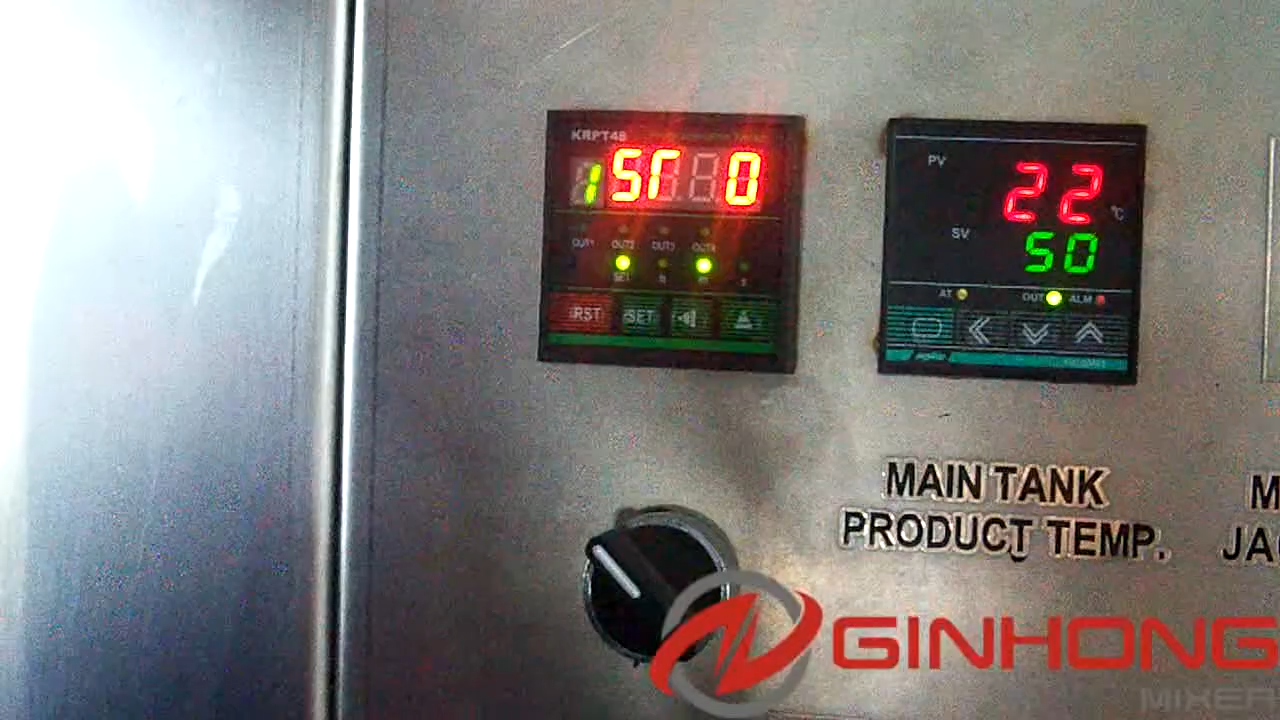 KRPT48
1 ST 0
OUT1 OUT2 OUT3 OUT4
SET h m s
RST SET
PV 22 °C
SV 50
AT OUT ALM
MAIN TANK
PRODUCT TEMP.
M
JA
GINHONG
MIXER